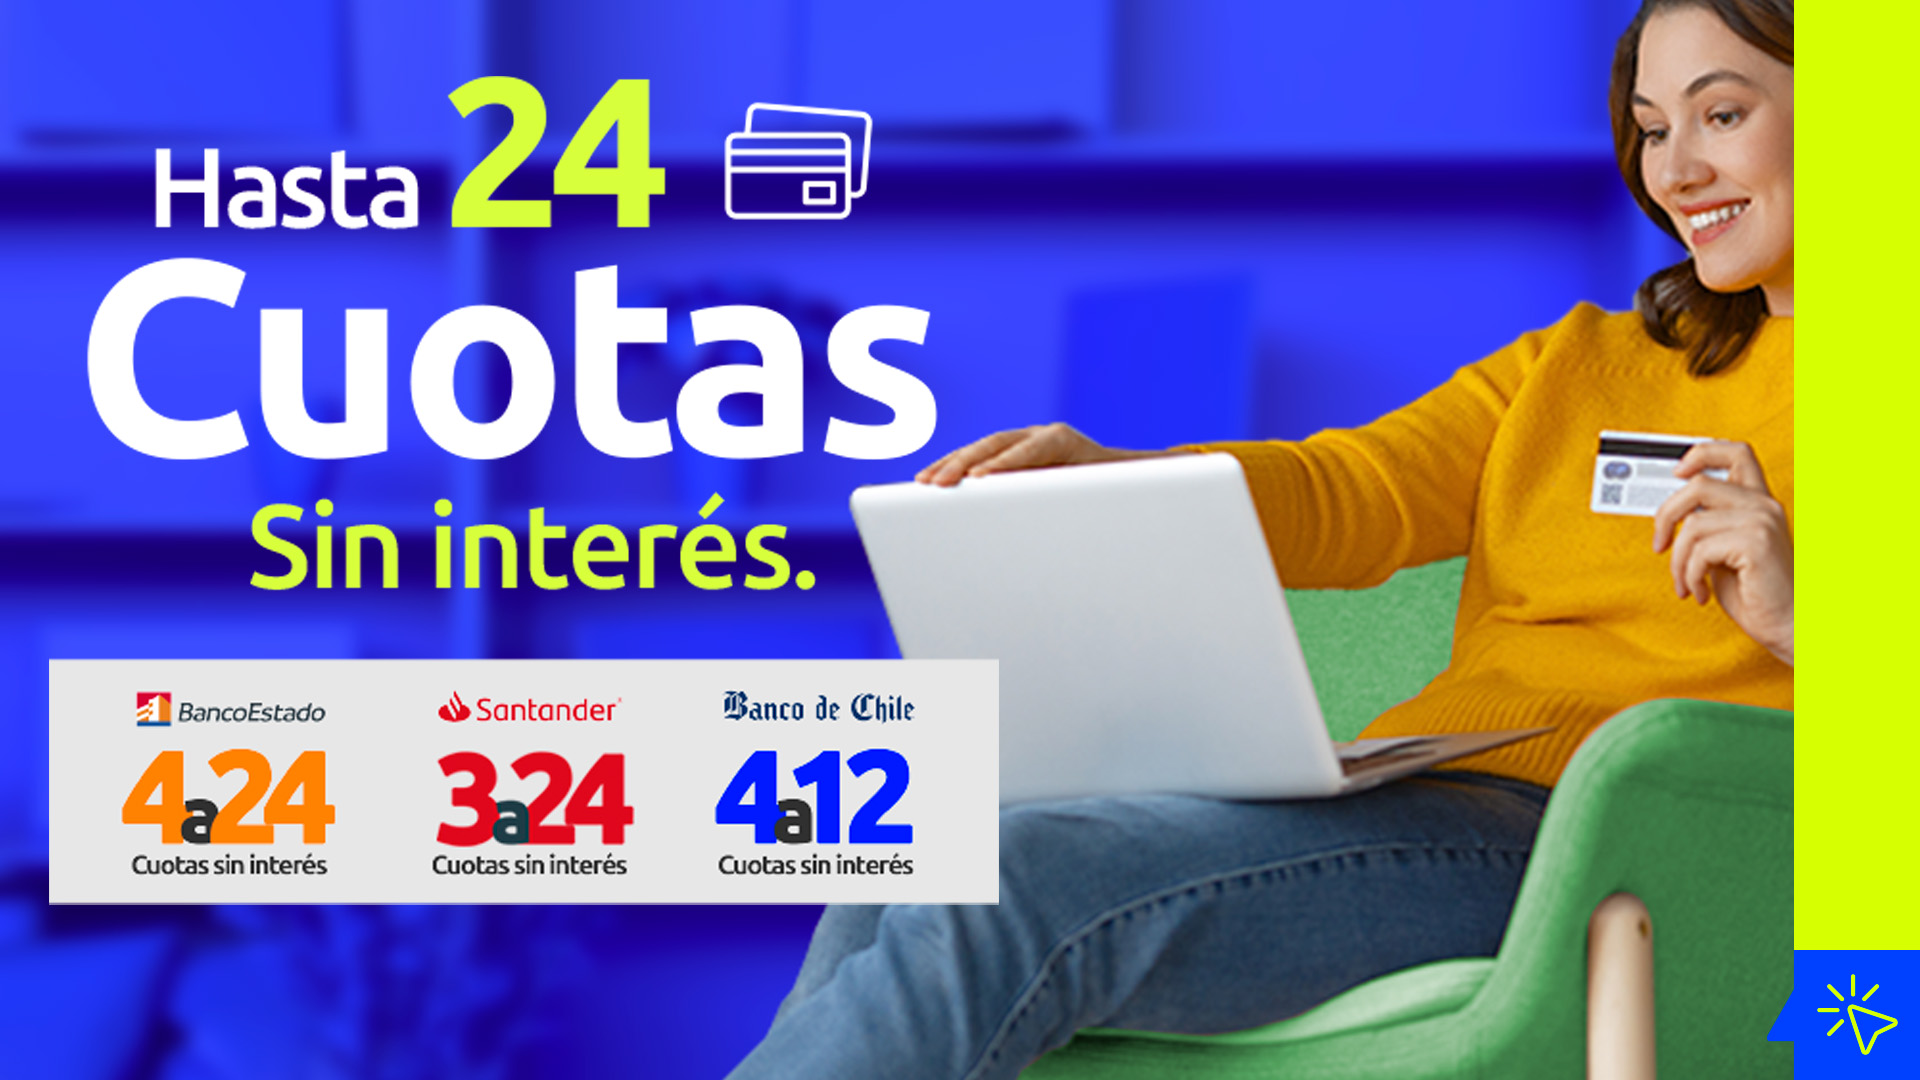 Hasta 24
Cuotas
Sin interés.
BancoEstado
4a24
Cuotas sin interés
Santander
3a24
Cuotas sin interés
Banco de Chile
4a12
Cuotas sin interés